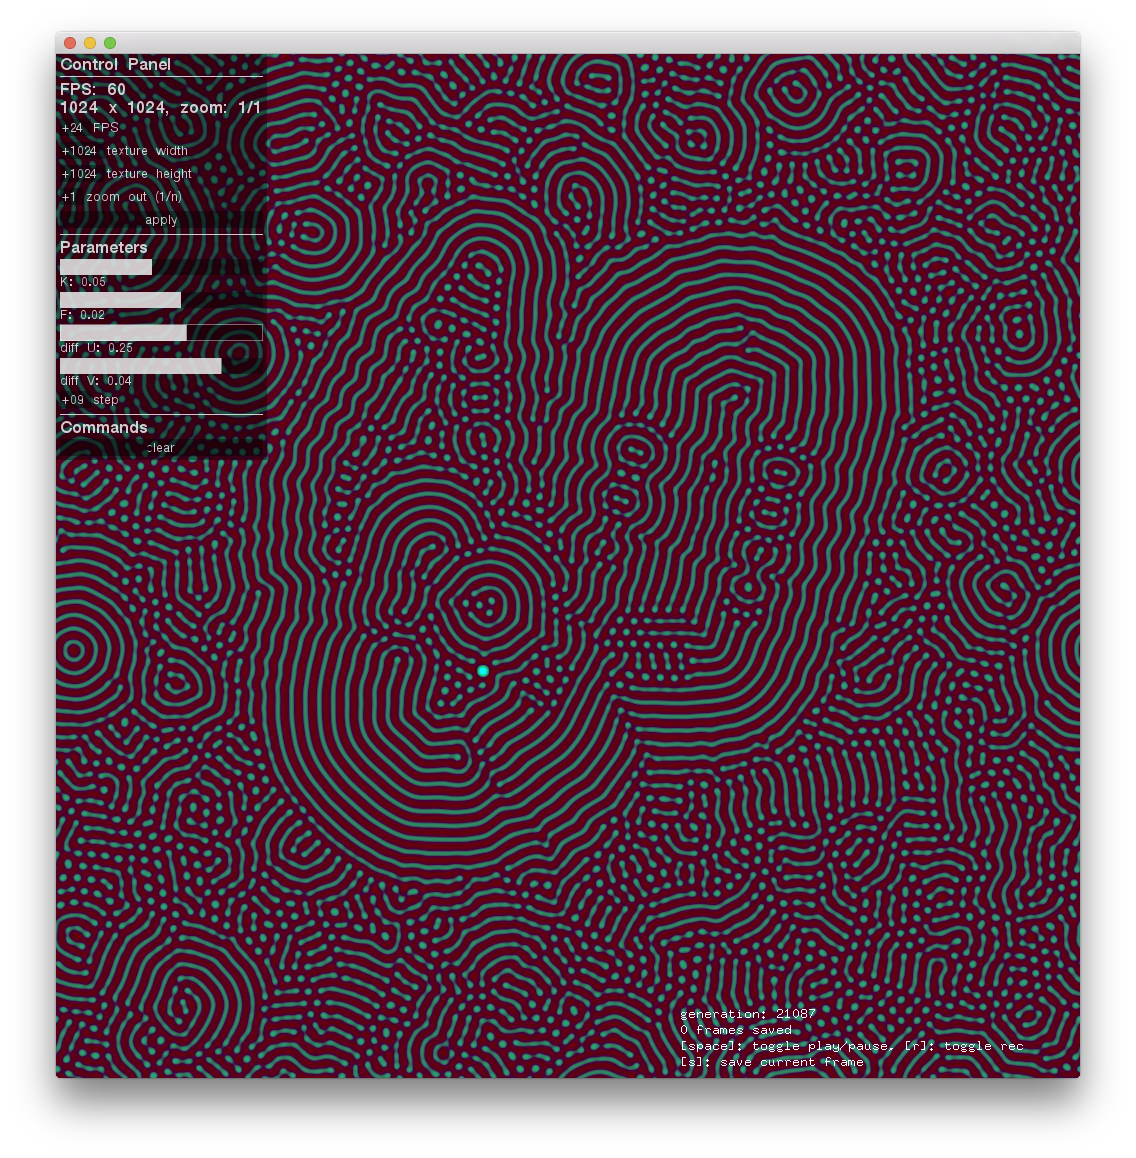 Control Panel
FPS: 60
1024 x 1024, zoom: 1/1
+24 FPS
+1024 texture width
+1024 texture height
+1 zoom out (1/n)
apply
Parameters
K: 0.05
F: 0.02
diff U: 0.25
diff V: 0.04
+09 step
Commands
clear
generation: 21087
0 frames saved
[space]: toggle play/pause. [r]: toggle rec
[s]: save current frame